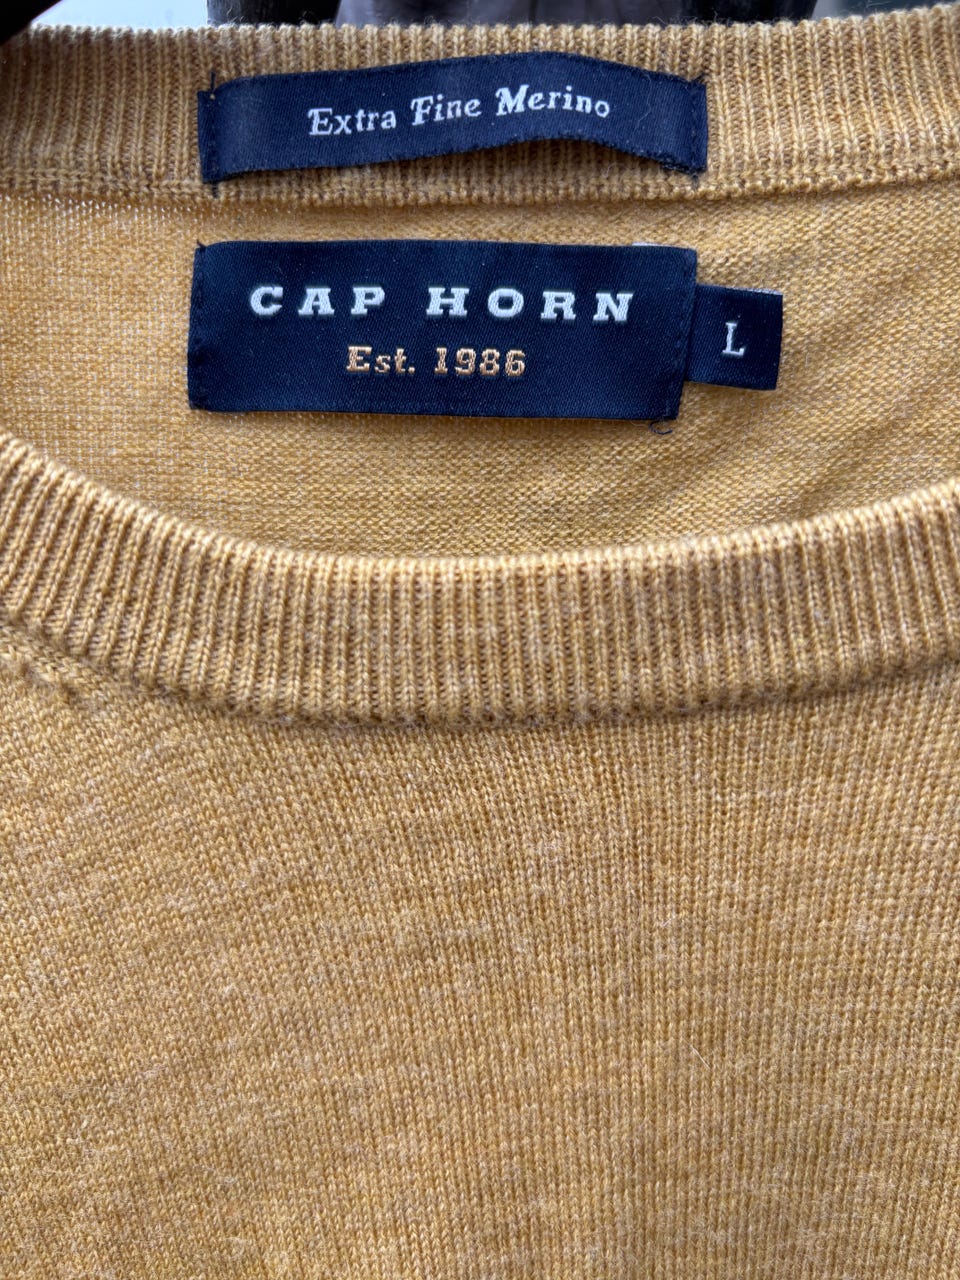 Extra Fine Merino
CAP HORN
Est. 1986
L